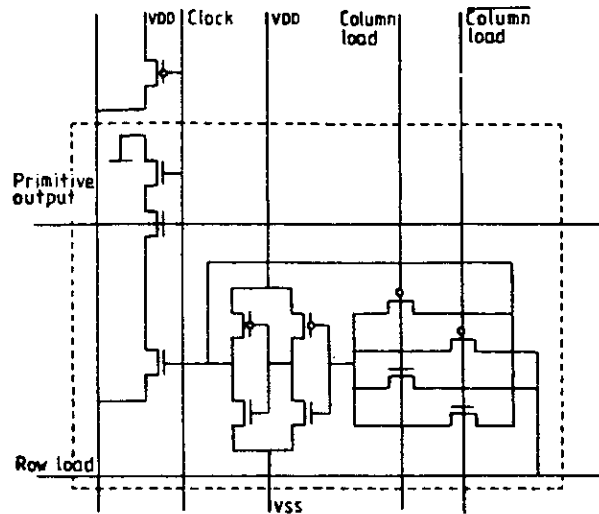 VDD
Clock
VDD
Column
load
Column
load
Primitive
output
Row load
VSS